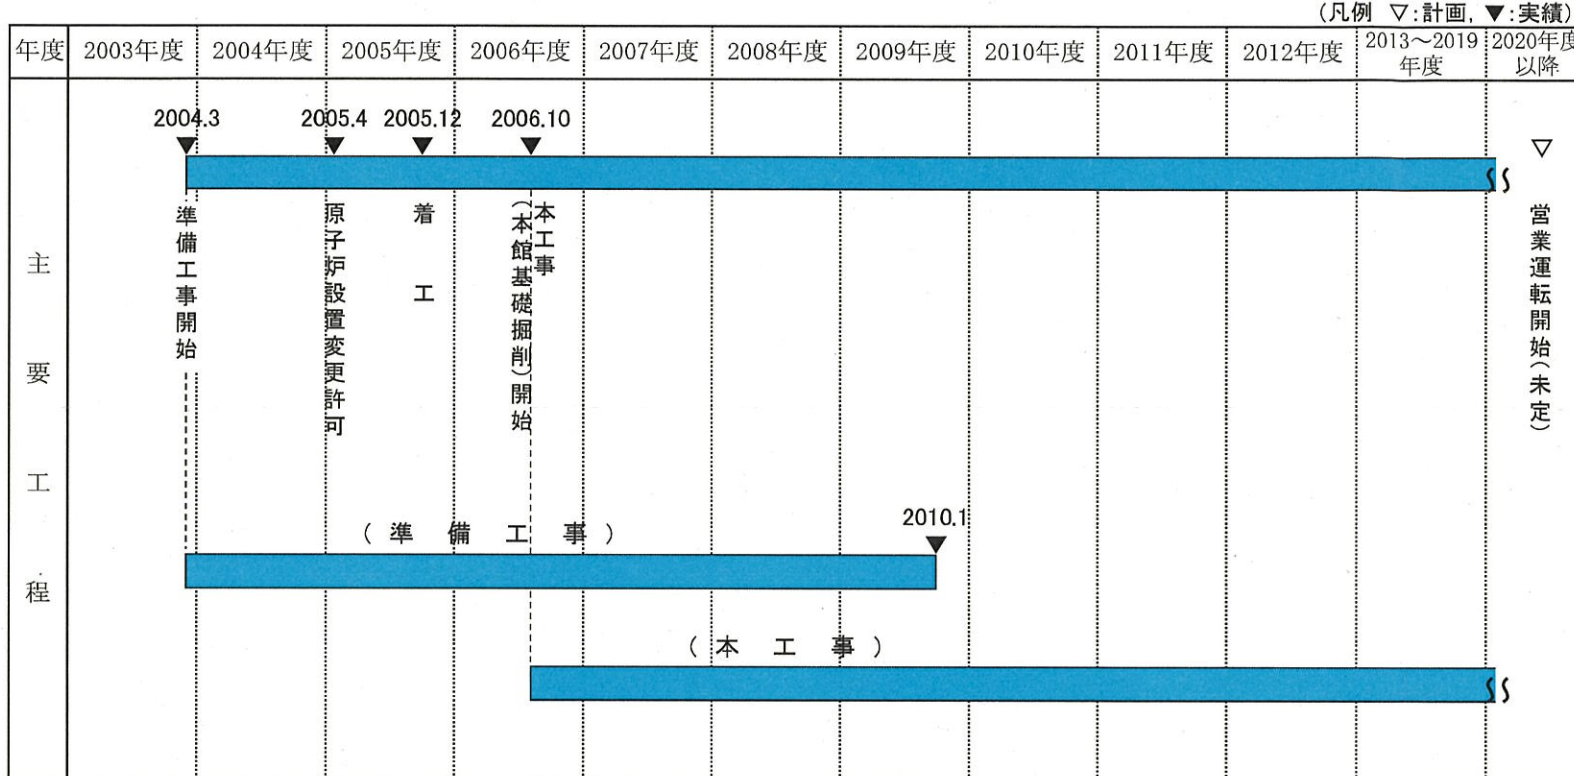 (凡例 ▽:計画, ▼:実績)
年度 2003年度 2004年度 2005年度 2006年度 2007年度 2008年度 2009年度 2010年度 2011年度 2012年度 2013～2019年度 2020年度以降
主要工程
2004.3 2005.4 2005.12 2006.10
準備工事開始
原子炉設置変更許可
着工
本工事
(本館基礎掘削)開始
営業運転開始(未定)
(準備工事)
2010.1
(本工事)